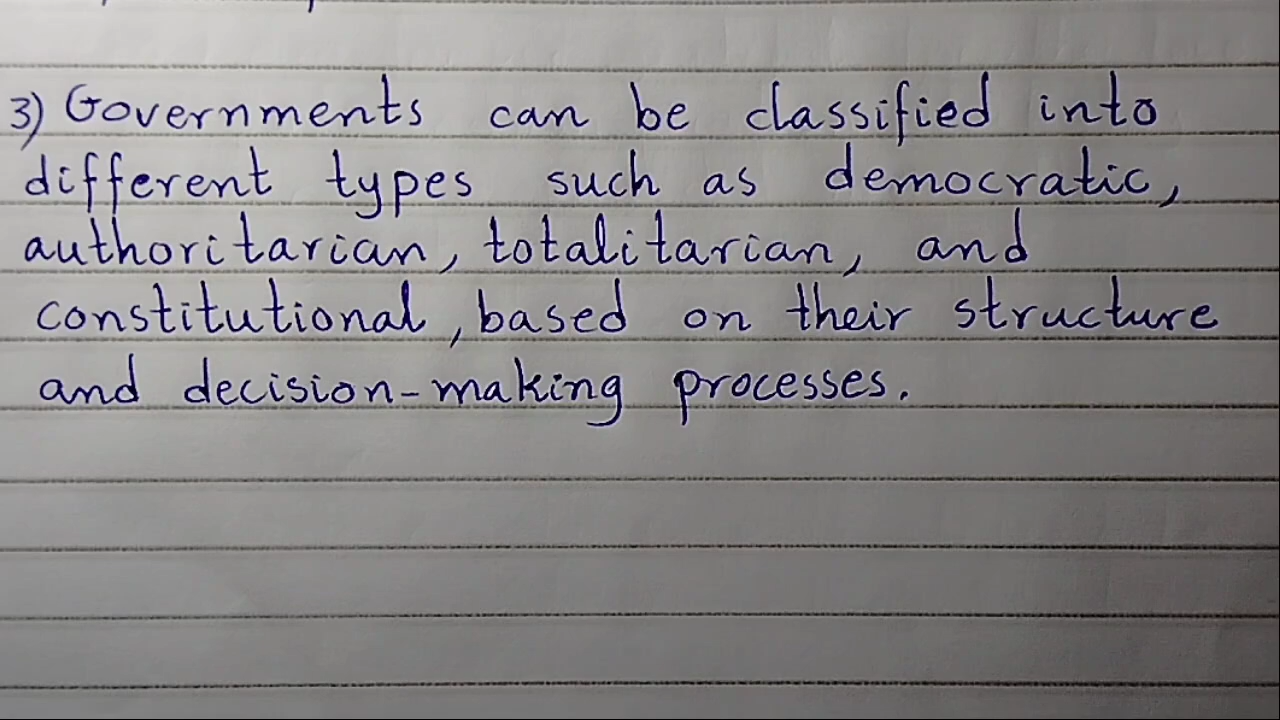 3) Governments can be classified into
different types such as democratic,
authoritarian, totalitarian, and
constitutional, based on their structure
and decision-making processes.